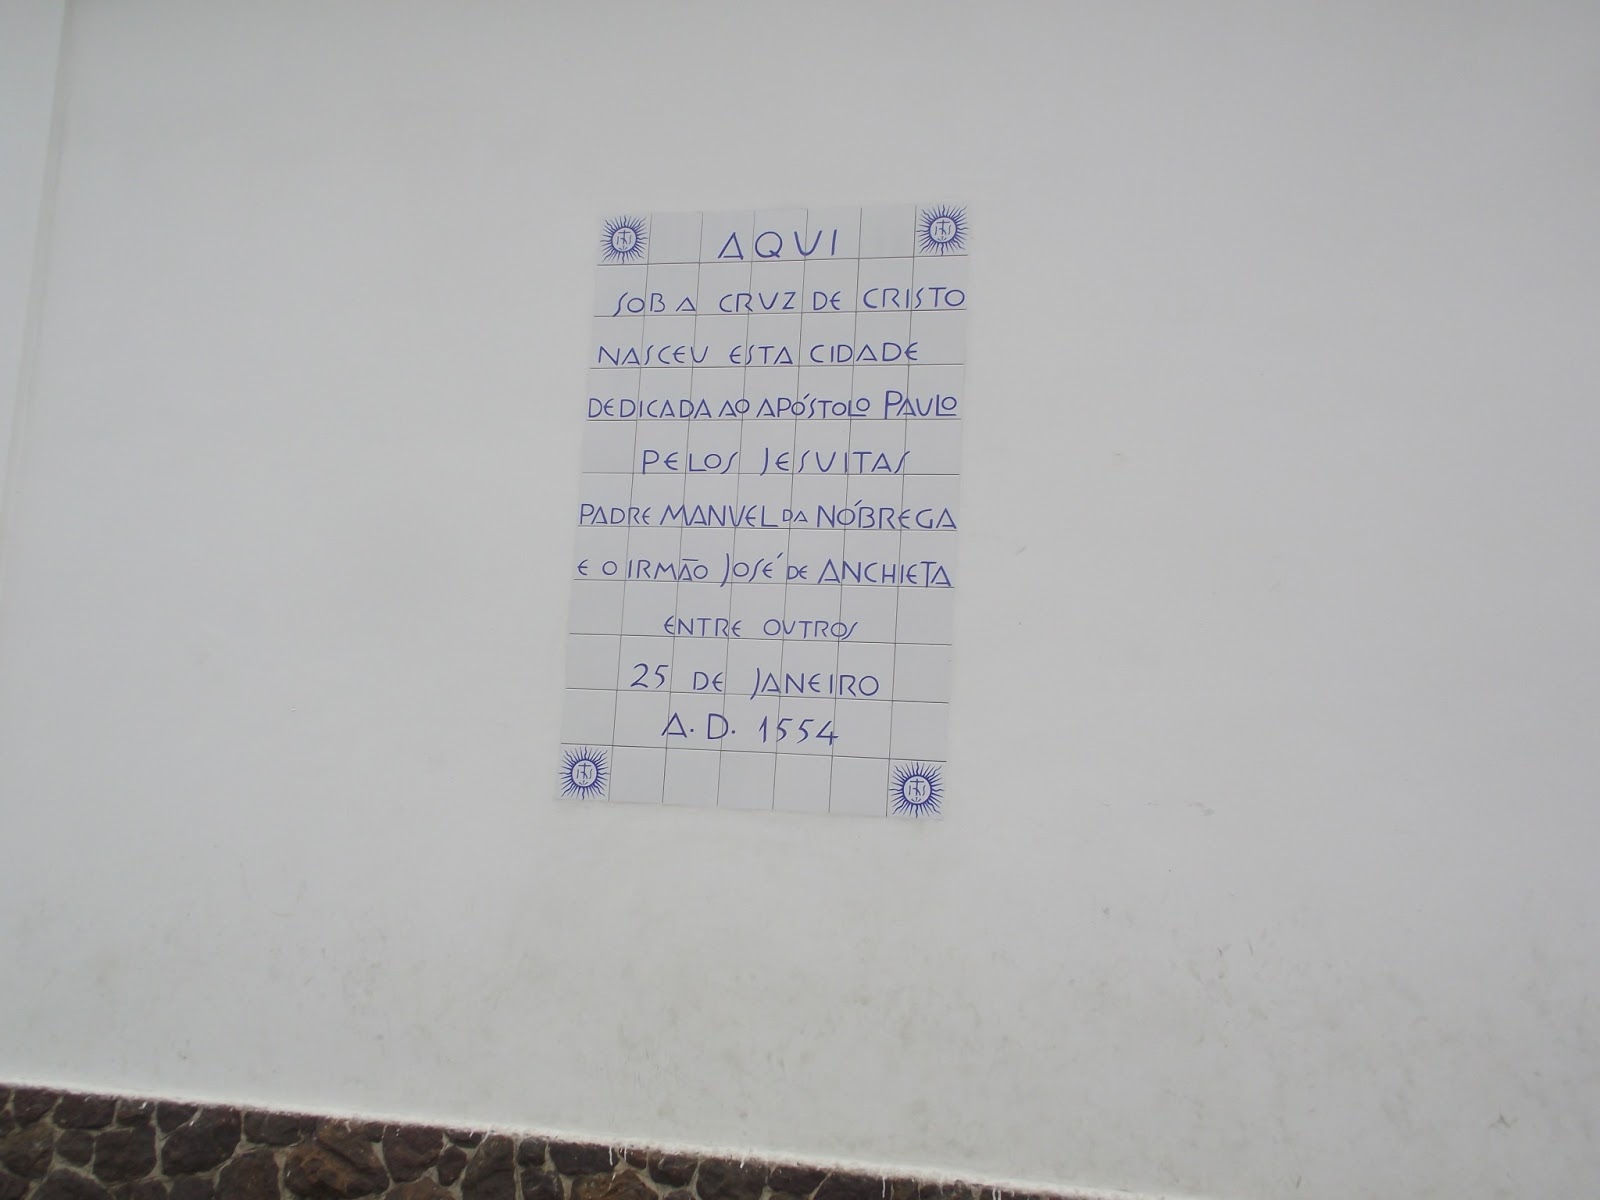 AQUI
SOB A CRUZ DE CRISTO
NASCEU ESTA CIDADE
DEDICADA AO APÓSTOLO PAULO
PELOS JESUITAS
PADRE MANUEL DA NÓBREGA
E O IRMÃO JOSÉ DE ANCHIETA
ENTRE OUTROS
25 DE JANEIRO
A. D. 1554